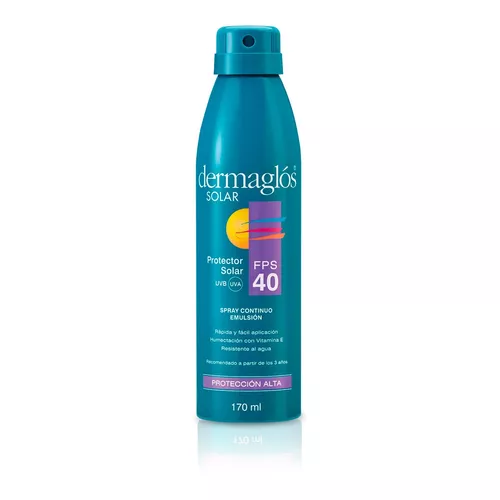 dermaglós®
SOLAR
Protector
Solar
UVB UVA
FPS
40
SPRAY CONTINUO
EMULSIÓN
Rápida y fácil aplicación
Humectación con Vitamina E
Resistente al agua
Recomendado a partir de los 3 años
PROTECCIÓN ALTA
170 ml